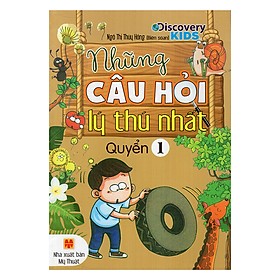 Discovery
KIDS
Ngô Thị Thuý Hồng (Biên soạn)
Những
CÂU HỎI
lý thú nhất
Quyển 1
Nhà xuất bản
Mỹ Thuật